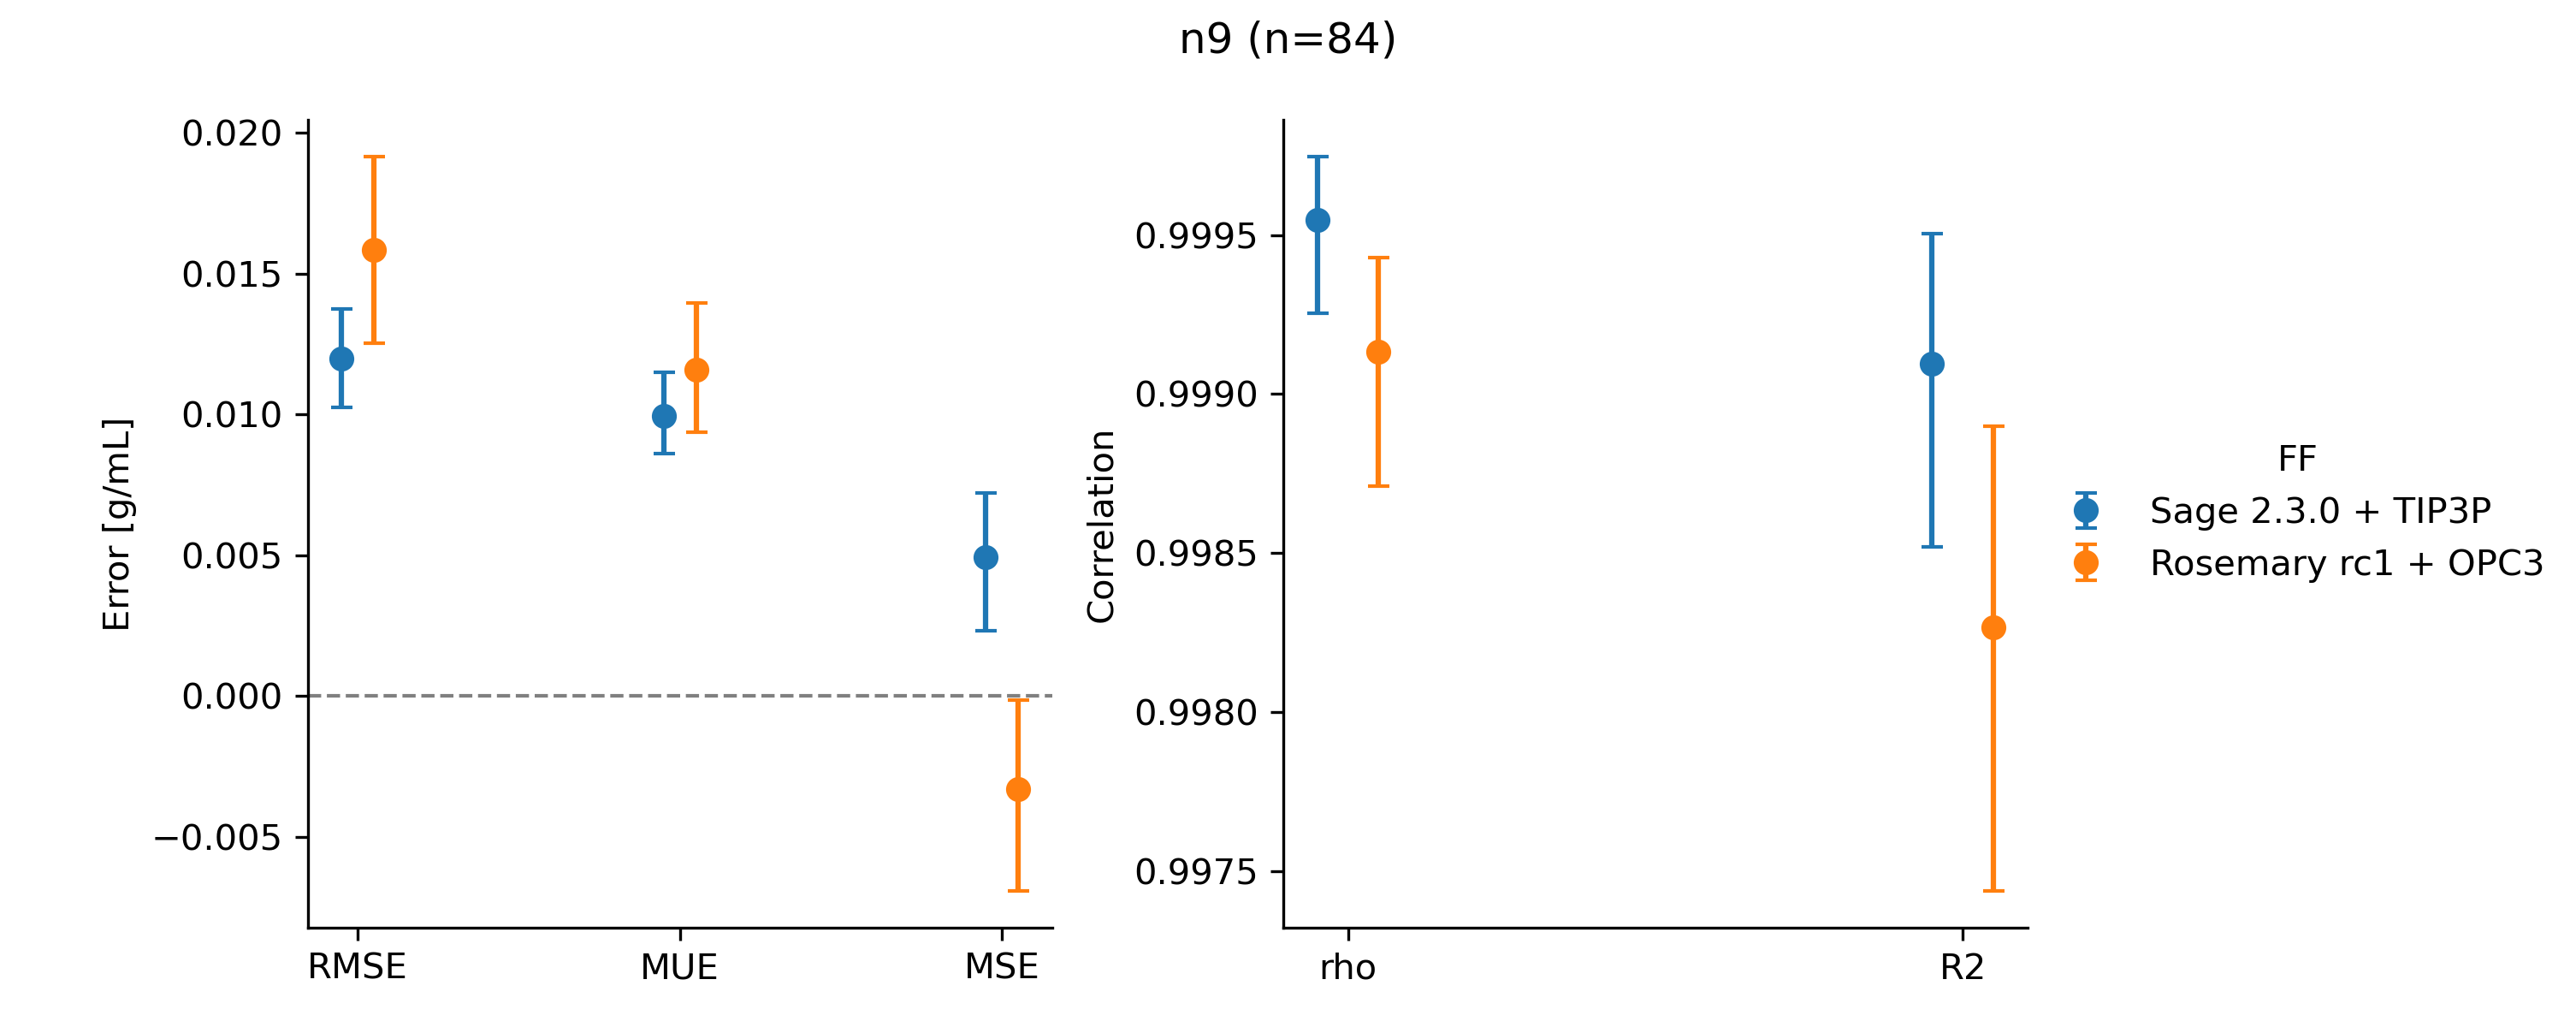 n9 (n=84)
Error [g/mL]
0.020
0.015
0.010
0.005
0.000
−0.005
RMSE
MUE
MSE
Correlation
0.9995
0.9990
0.9985
0.9980
0.9975
rho
R2
FF
Sage 2.3.0 + TIP3P
Rosemary rc1 + OPC3